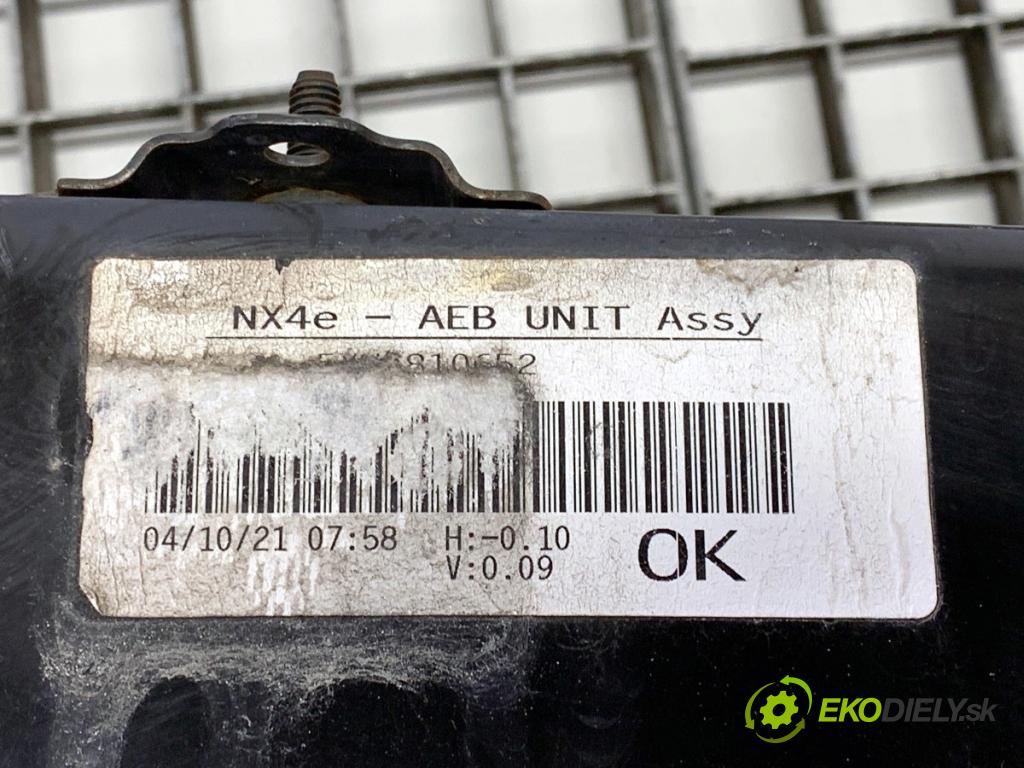 NX4e - AEB UNIT Assy
04/10/21 07:58 H:-0.10
V:0.09
OK
EKODIELY.sk